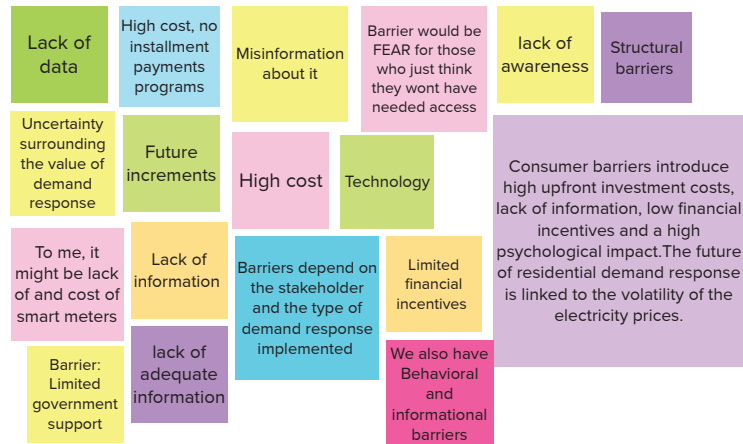 Lack of
data
High cost, no
installment
payments
programs
Misinformation
about it
Barrier would be
FEAR for those
who just think
they wont have
needed access
lack of
awareness
Structural
barriers
Uncertainty
surrounding
the value of
demand
response
Future
increments
High cost
Technology
Consumer barriers introduce
high upfront investment costs,
lack of information, low financial
incentives and a high
psychological impact.The future
of residential demand response
is linked to the volatility of the
electricity prices.
To me, it
might be lack
of and cost of
smart meters
Lack of
information
Barriers depend on
the stakeholder
and the type of
demand response
implemented
Limited
financial
incentives
Barrier:
Limited
government
support
lack of
adequate
information
We also have
Behavioral
and
informational
barriers